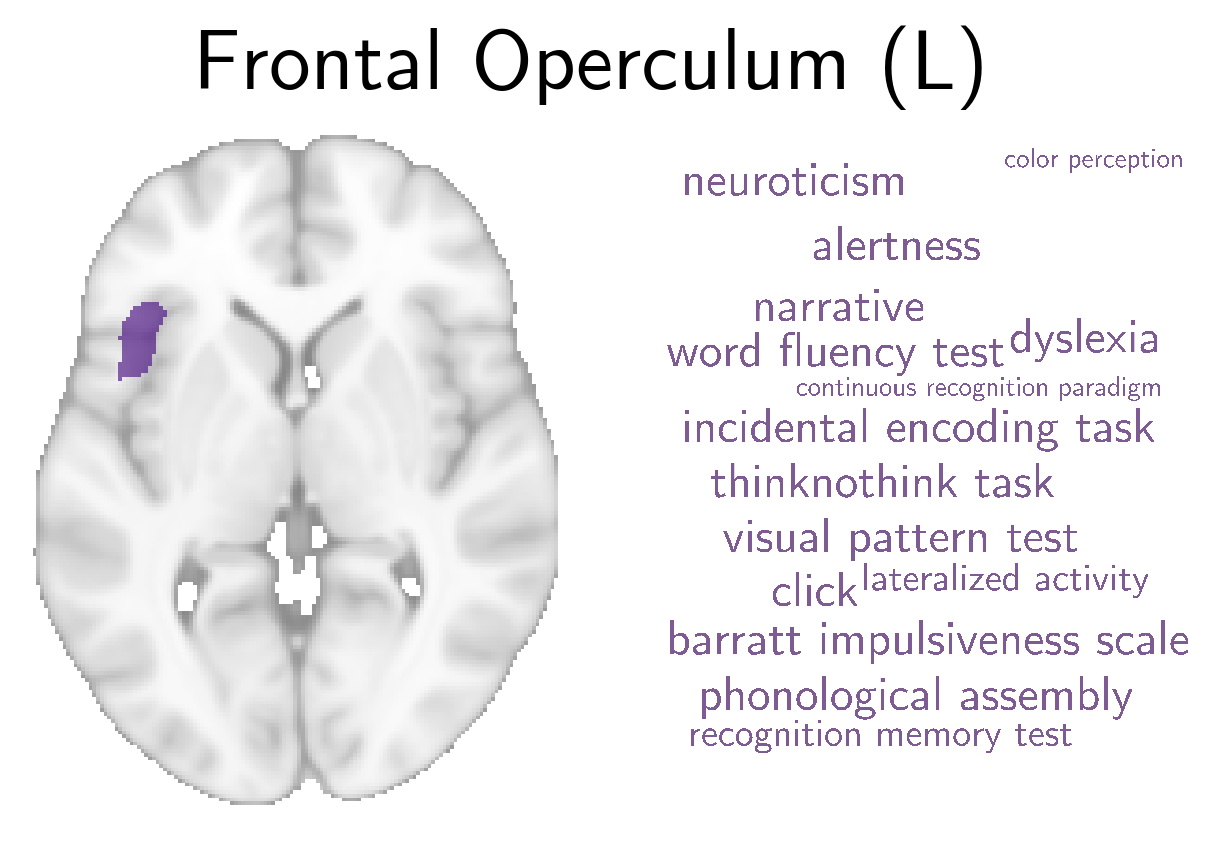 Frontal Operculum (L)
color perception
neuroticism
alertness
narrative
word fluency test
dyslexia
continuous recognition paradigm
incidental encoding task
thinknothink task
visual pattern test
click
lateralized activity
barratt impulsiveness scale
phonological assembly
recognition memory test